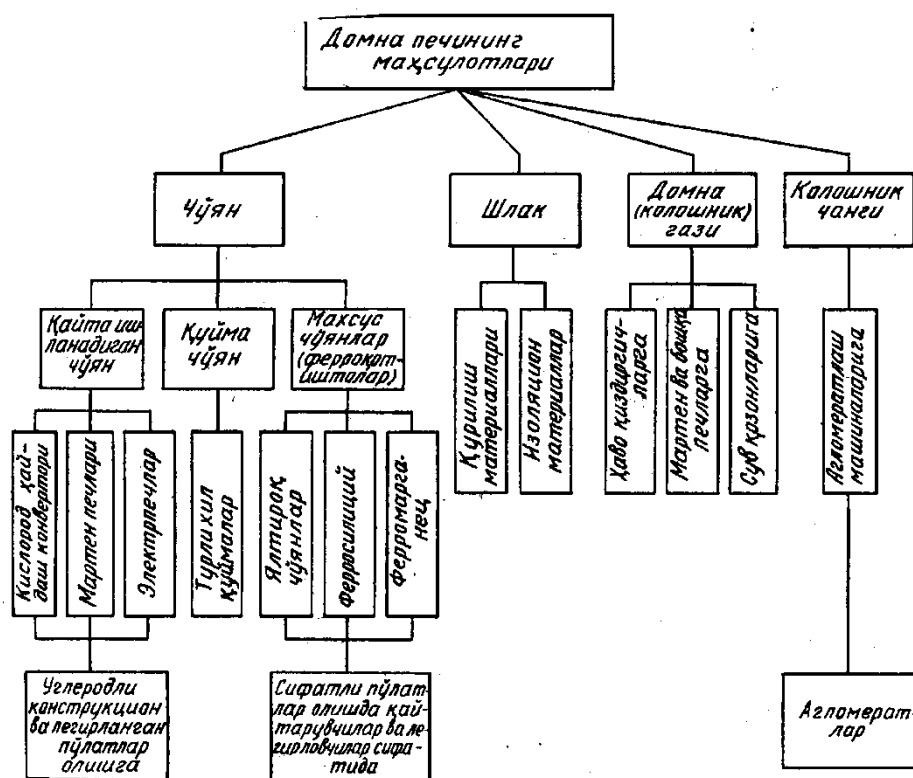 Домна печининг
маҳсулотлари
Чўян
Шлак
Домна
(колошник)
гази
Колошник
чанги
Қайта иш-
ланадиган
чўян
Қуйма
чўян
Махсус
чўянлар
(ферроқот-
ишмалар)
Қурилиш
материаллари
Изоляцион
материаллар
Ҳаво қиздиргич-
ларга
Мартен ва бошқа
печларга
Сув қозонларига
Агломератлаш
машиналарига
Кислород ҳай-
даш конвертори
Мартен печлари
Электрпечлар
Турли хил
қуймалар
Ялтироқ
чўянлар
Ферросилиций
Ферромарга-
нец
Углеродли
конструкцион
ва легирланган
пўлатлар
олишга
Сифатли пўлат-
лар олишда қай-
тарувчилар ва ле-
гирловчилар сифа-
тида
Агломерат-
лар